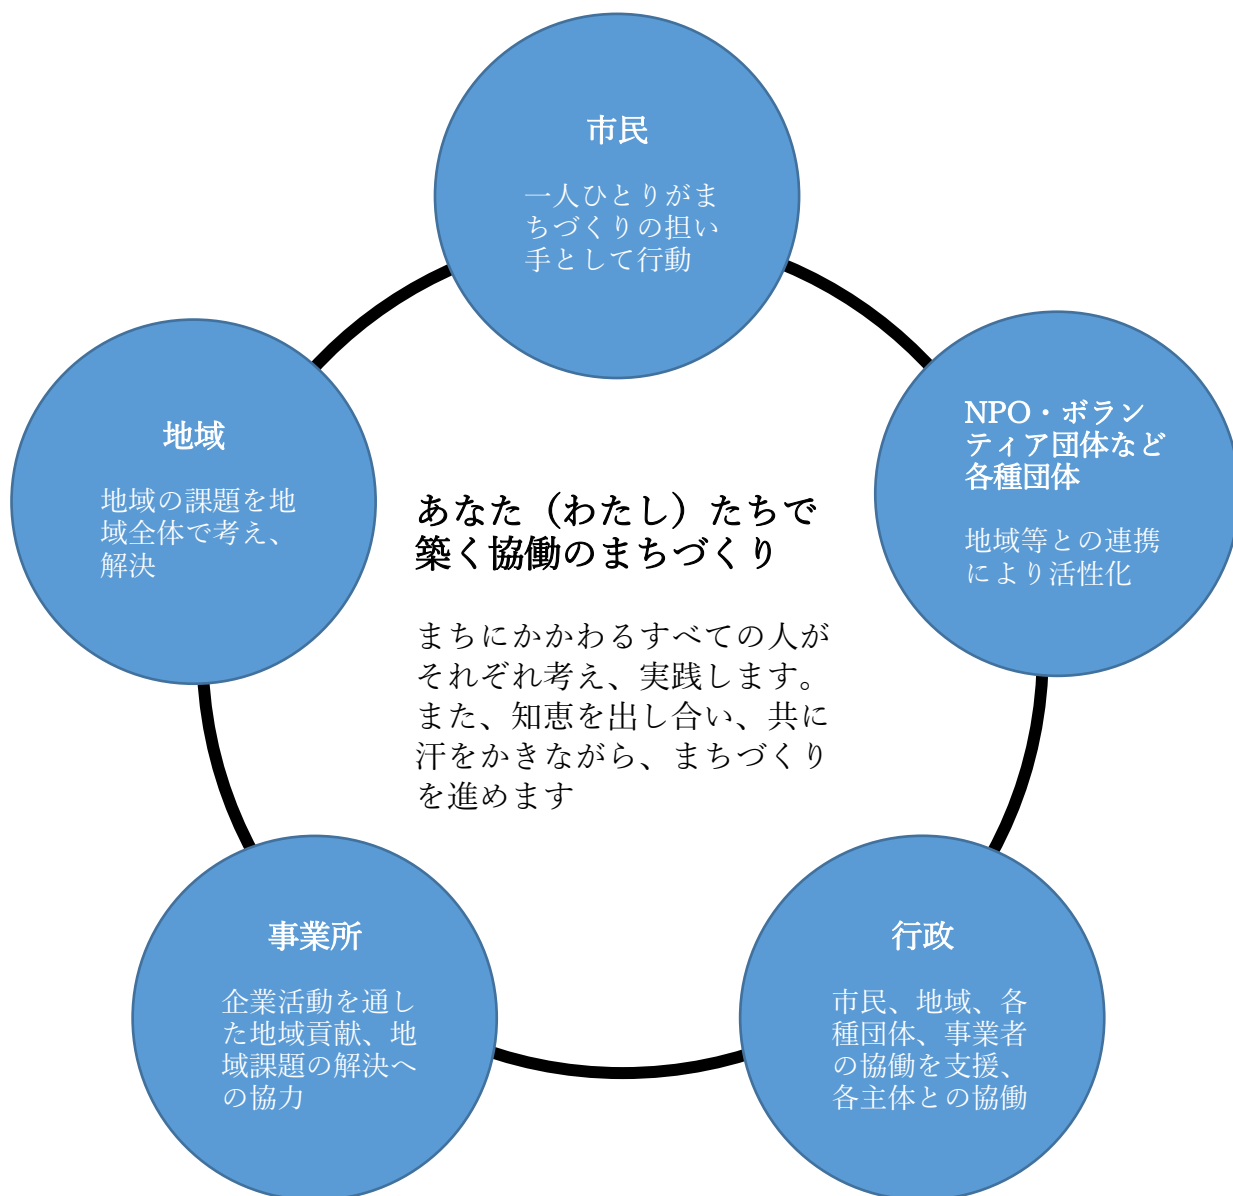 市民
一人ひとりがま
ちづくりの担い
手として行動
NPO・ボラン
ティア団体など
各種団体
地域等との連携
により活性化
地域
地域の課題を地
域全体で考え、
解決
あなた（わたし）たちで
築く協働のまちづくり
まちにかかわるすべての人が
それぞれ考え、実践します。
また、知恵を出し合い、共に
汗をかきながら、まちづくり
を進めます
事業所
企業活動を通し
た地域貢献、地
域課題の解決へ
の協力
行政
市民、地域、各
種団体、事業者
の協働を支援、
各主体との協働